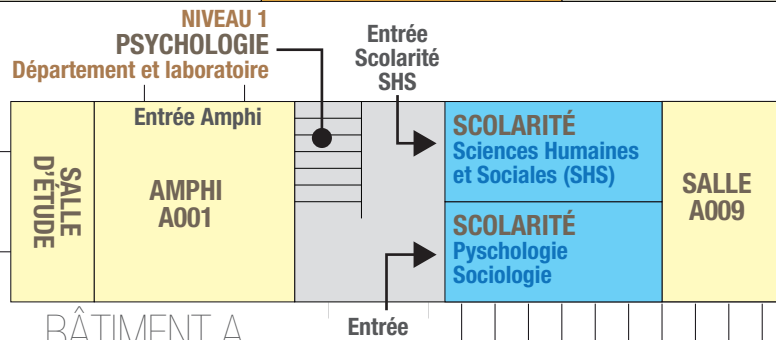 NIVEAU 1
PSYCHOLOGIE
Département et laboratoire
Entrée
Scolarité
SHS
Entrée Amphi
SALLE
D'ÉTUDE
AMPHI
A001
SCOLARITÉ
Sciences Humaines
et Sociales (SHS)
SCOLARITÉ
Pyschologie
Sociologie
SALLE
A009
BÂTIMENT A
Entrée